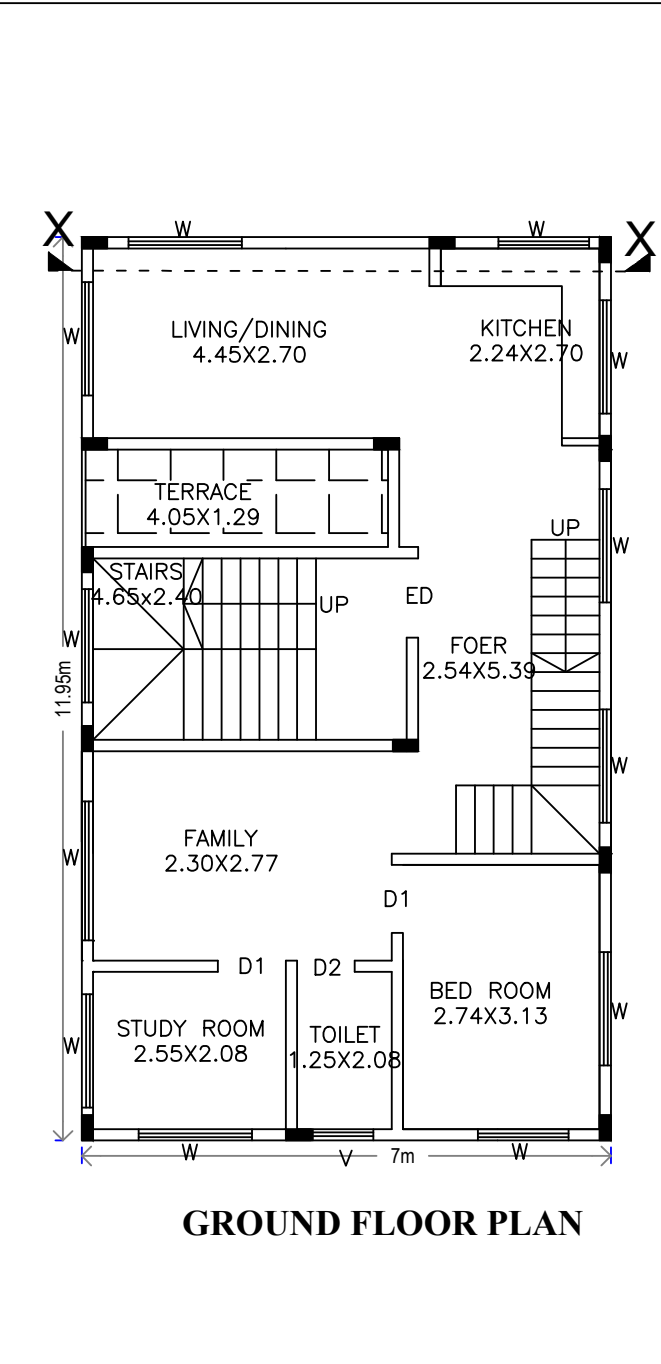 X
W
W
X
W
LIVING/DINING
4.45X2.70
KITCHEN
2.24X2.70
W
TERRACE
4.05X1.29
UP
W
STAIRS
4.65x2.40
UP
ED
W
FOER
2.54X5.39
11.95m
W
FAMILY
2.30X2.77
W
D1
D1
D2
BED ROOM
2.74X3.13
W
STUDY ROOM
2.55X2.08
TOILET
1.25X2.08
W
W
V
7m
W
GROUND FLOOR PLAN